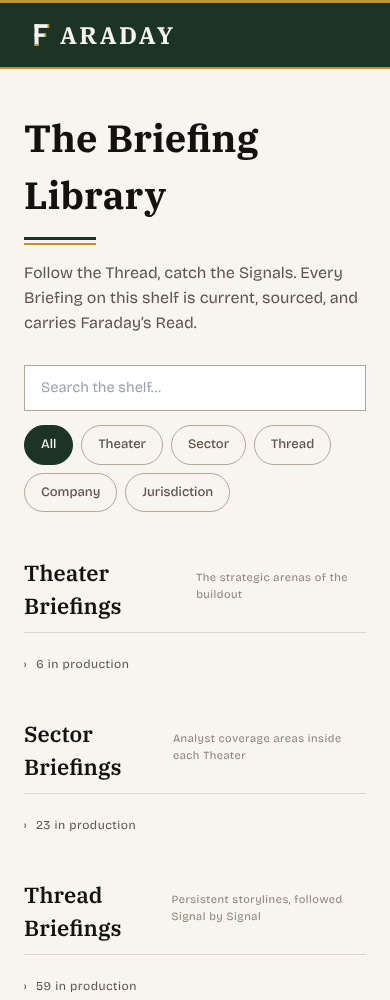 FARADAY
The Briefing
Library
Follow the Thread, catch the Signals. Every
Briefing on this shelf is current, sourced, and
carries Faraday's Read.
Search the shelf...
All
Theater
Sector
Thread
Company
Jurisdiction
Theater
Briefings
The strategic arenas of the
buildout
› 6 in production
Sector
Briefings
Analyst coverage areas inside
each Theater
› 23 in production
Thread
Briefings
Persistent storylines, followed
Signal by Signal
› 59 in production